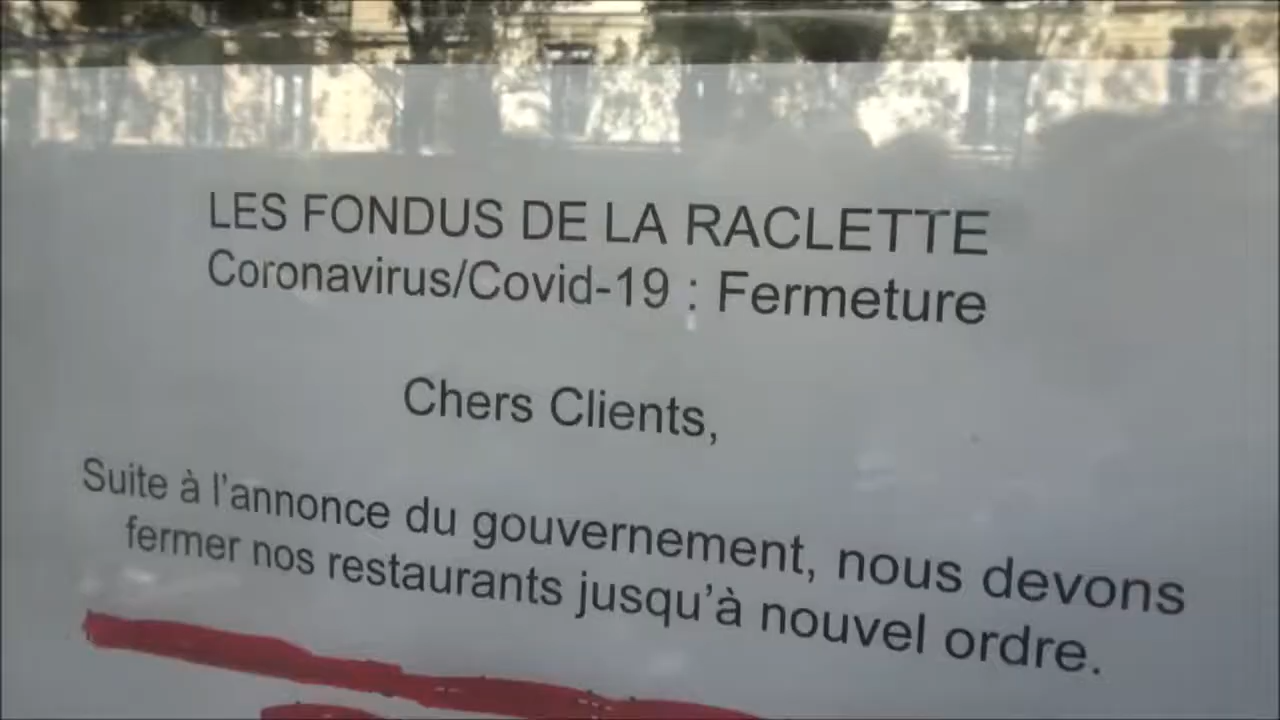 LES FONDUS DE LA RACLETTE
Coronavirus/Covid-19 : Fermeture
Chers Clients,
Suite à l'annonce du gouvernement, nous devons
fermer nos restaurants jusqu'à nouvel ordre.